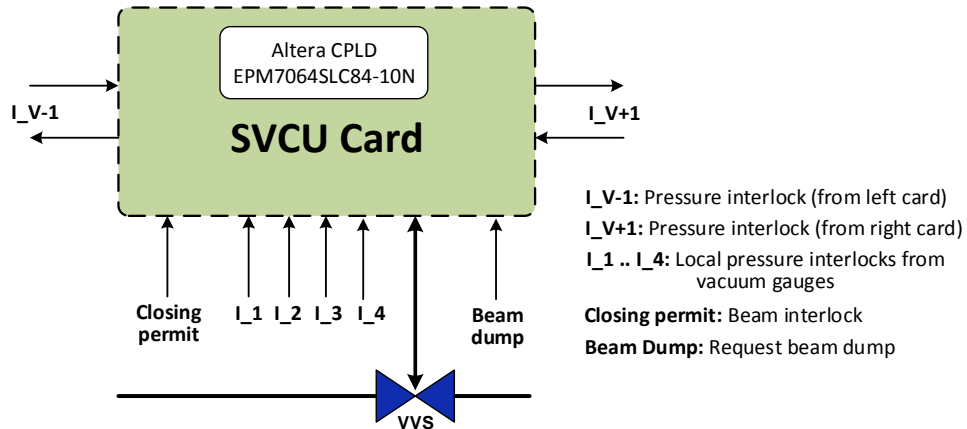 Altera CPLD
EPM7064SLC84-10N
I_V-1
SVCU Card
I_V+1
I_V-1: Pressure interlock (from left card)
I_V+1: Pressure interlock (from right card)
I_1 .. I_4: Local pressure interlocks from
vacuum gauges
Closing permit: Beam interlock
Beam Dump: Request beam dump
Closing
permit
I_1
I_2
I_3
I_4
Beam
dump
VVS